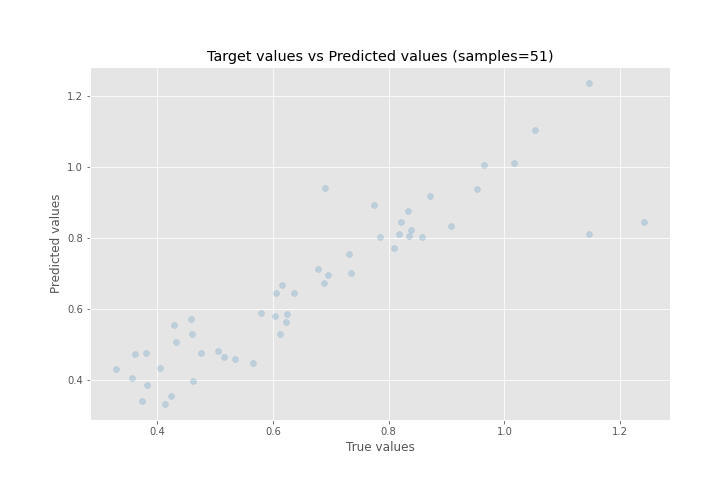 Target values vs Predicted values (samples=51)
1.2
1.0
0.8
0.6
0.4
Predicted values
0.4 0.6 0.8 1.0 1.2
True values